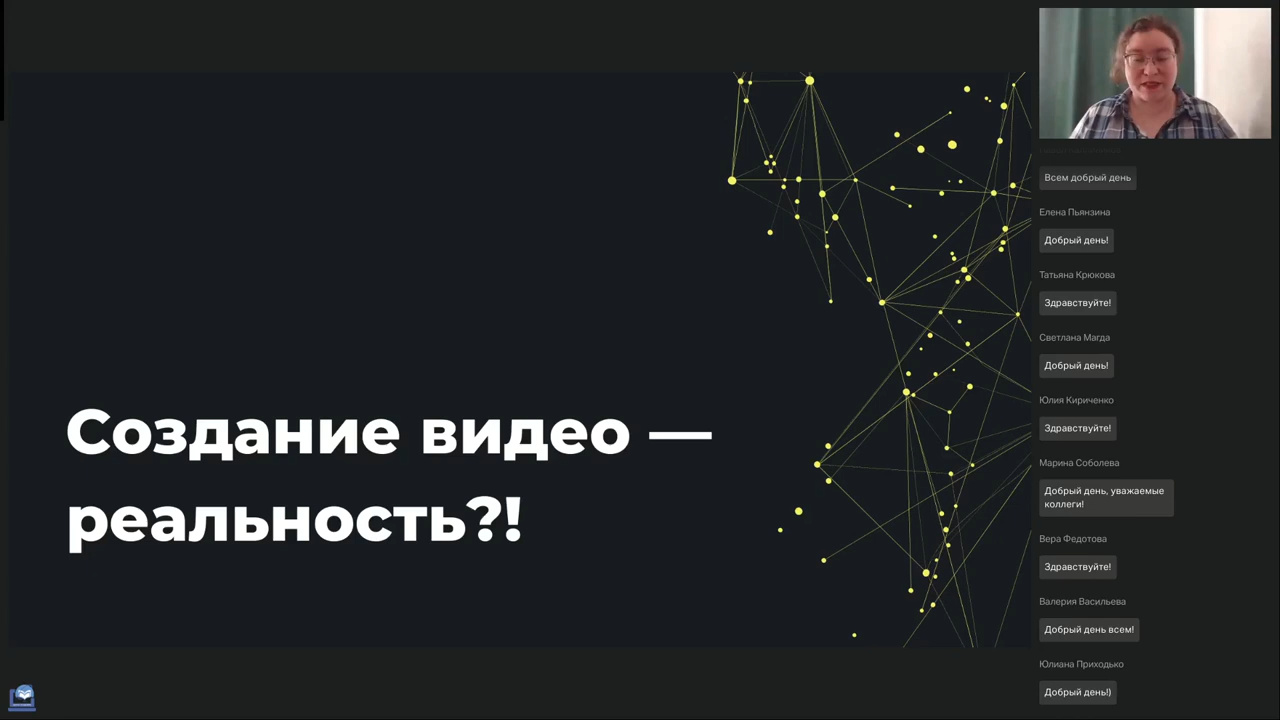 Создание видео —
реальность?!
Всем добрый день
Елена Пьянзина
Добрый день!
Татьяна Крюкова
Здравствуйте!
Светлана Магда
Добрый день!
Юлия Кириченко
Здравствуйте!
Марина Соболева
Добрый день, уважаемые
коллеги!
Вера Федотова
Здравствуйте!
Валерия Васильева
Добрый день всем!
Юлиана Приходько
Добрый день!)